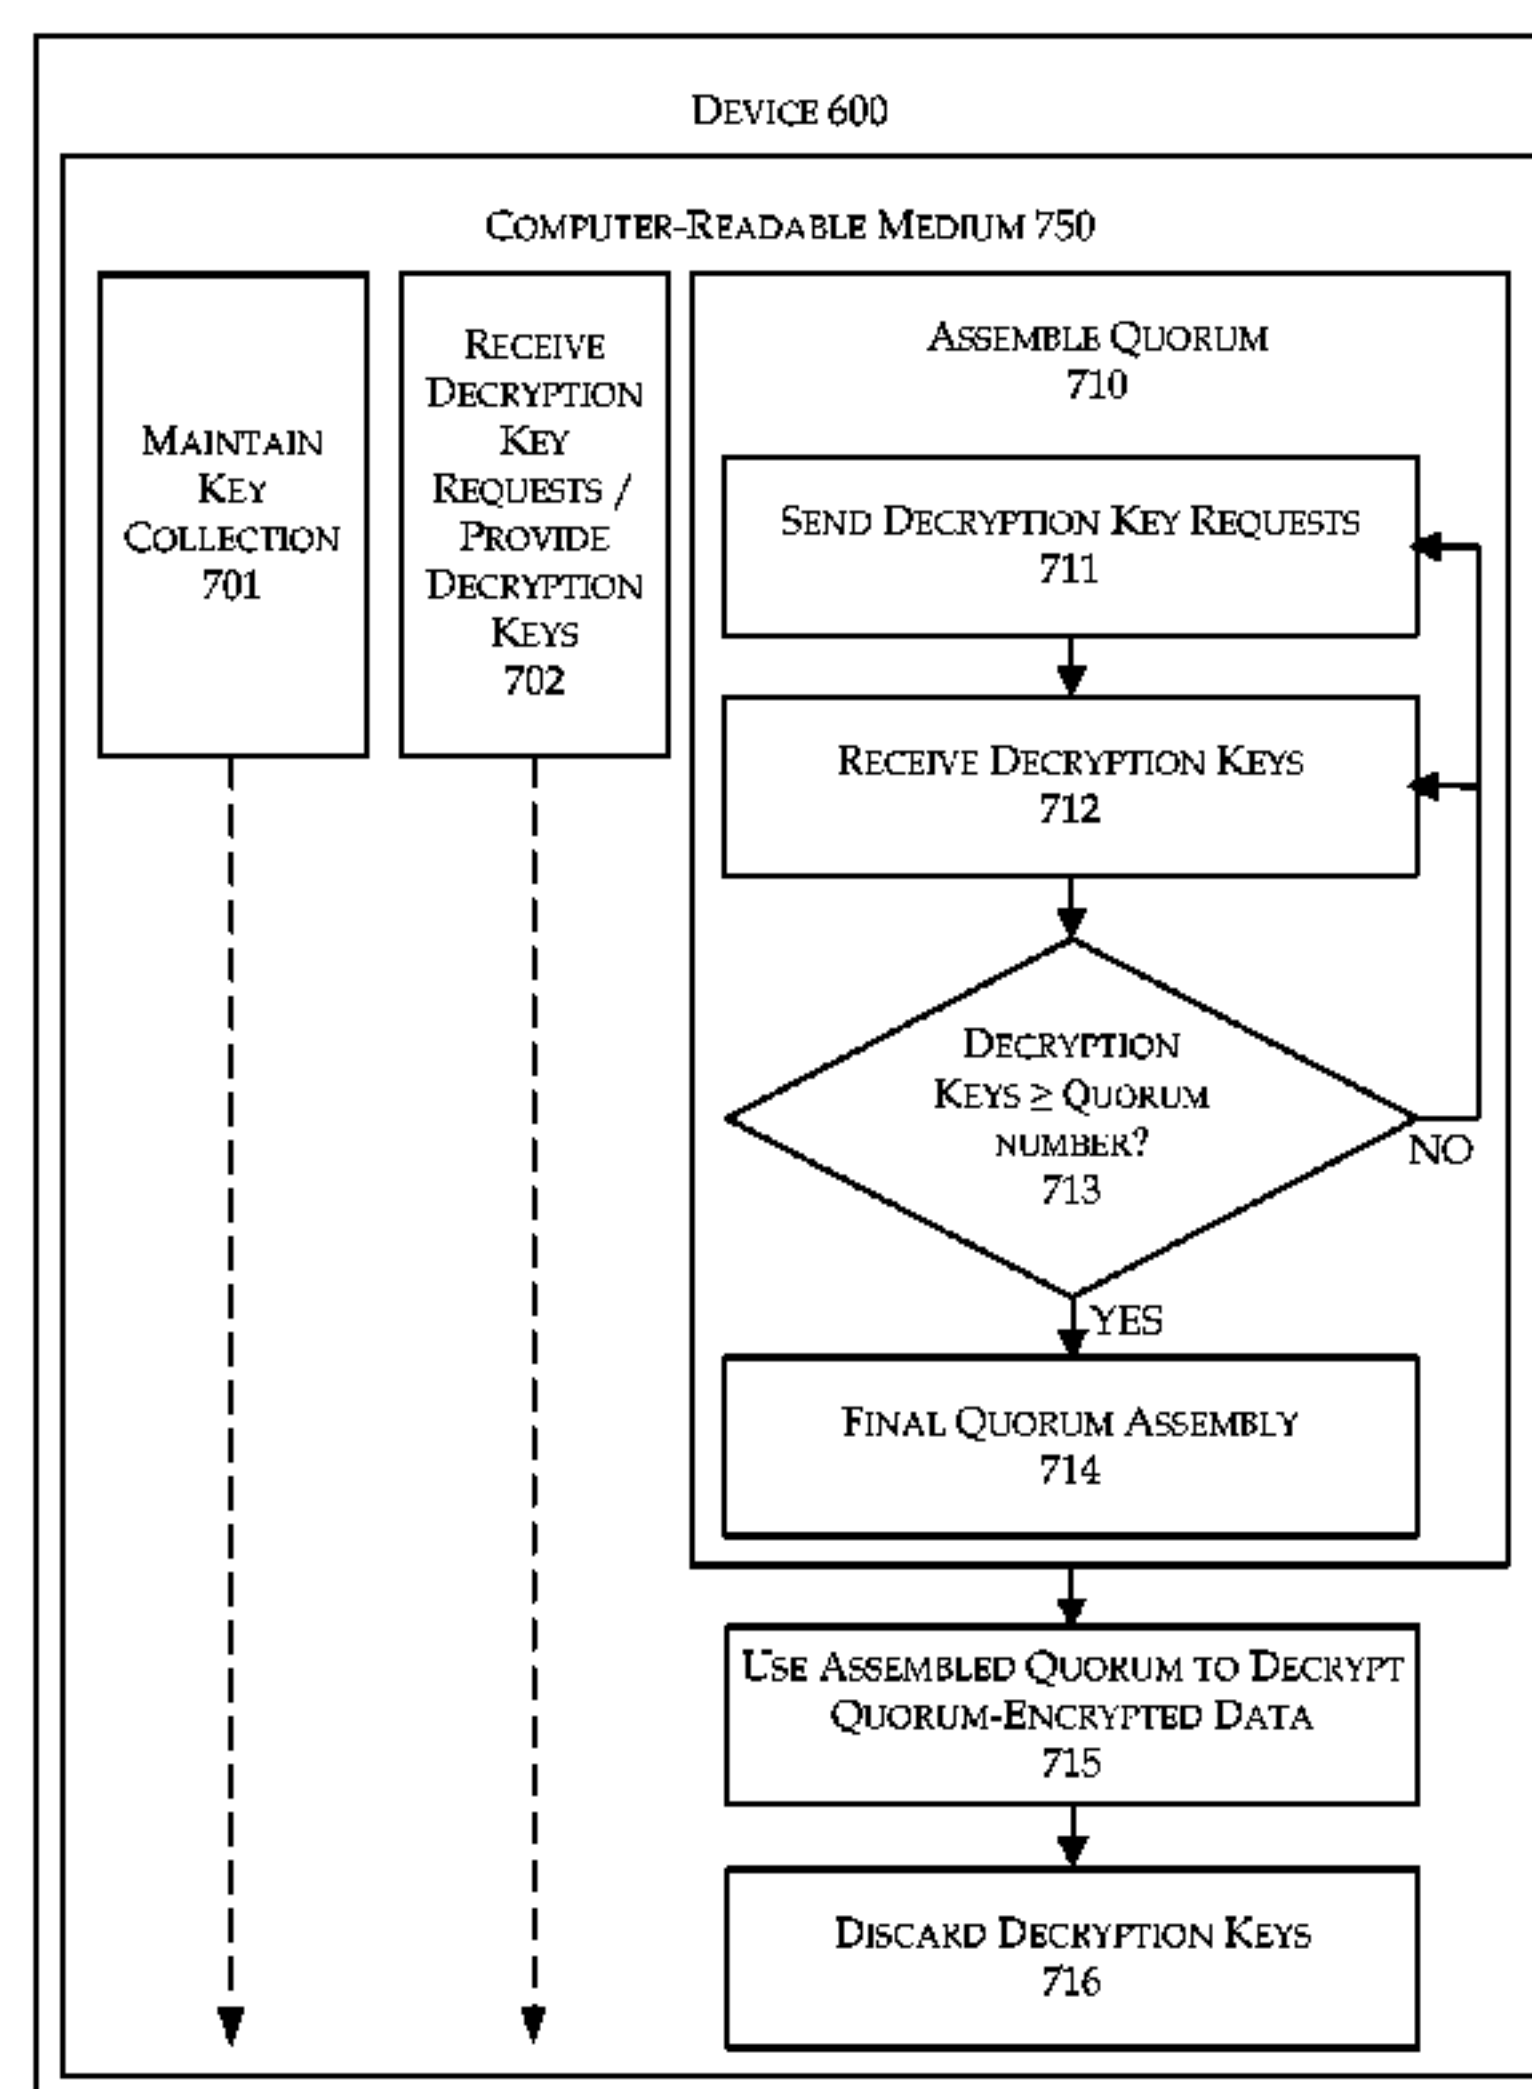 DEVICE 600
COMPUTER-READABLE MEDIUM 750
MAINTAIN
KEY
COLLECTION
701
RECEIVE
DECRYPTION
KEY
REQUESTS /
PROVIDE
DECRYPTION
KEYS
702
ASSEMBLE QUORUM
710
SEND DECRYPTION KEY REQUESTS
711
RECEIVE DECRYPTION KEYS
712
DECRYPTION
KEYS ≥ QUORUM
NUMBER?
713
NO
YES
FINAL QUORUM ASSEMBLY
714
USE ASSEMBLED QUORUM TO DECRYPT
QUORUM-ENCRYPTED DATA
715
DISCARD DECRYPTION KEYS
716